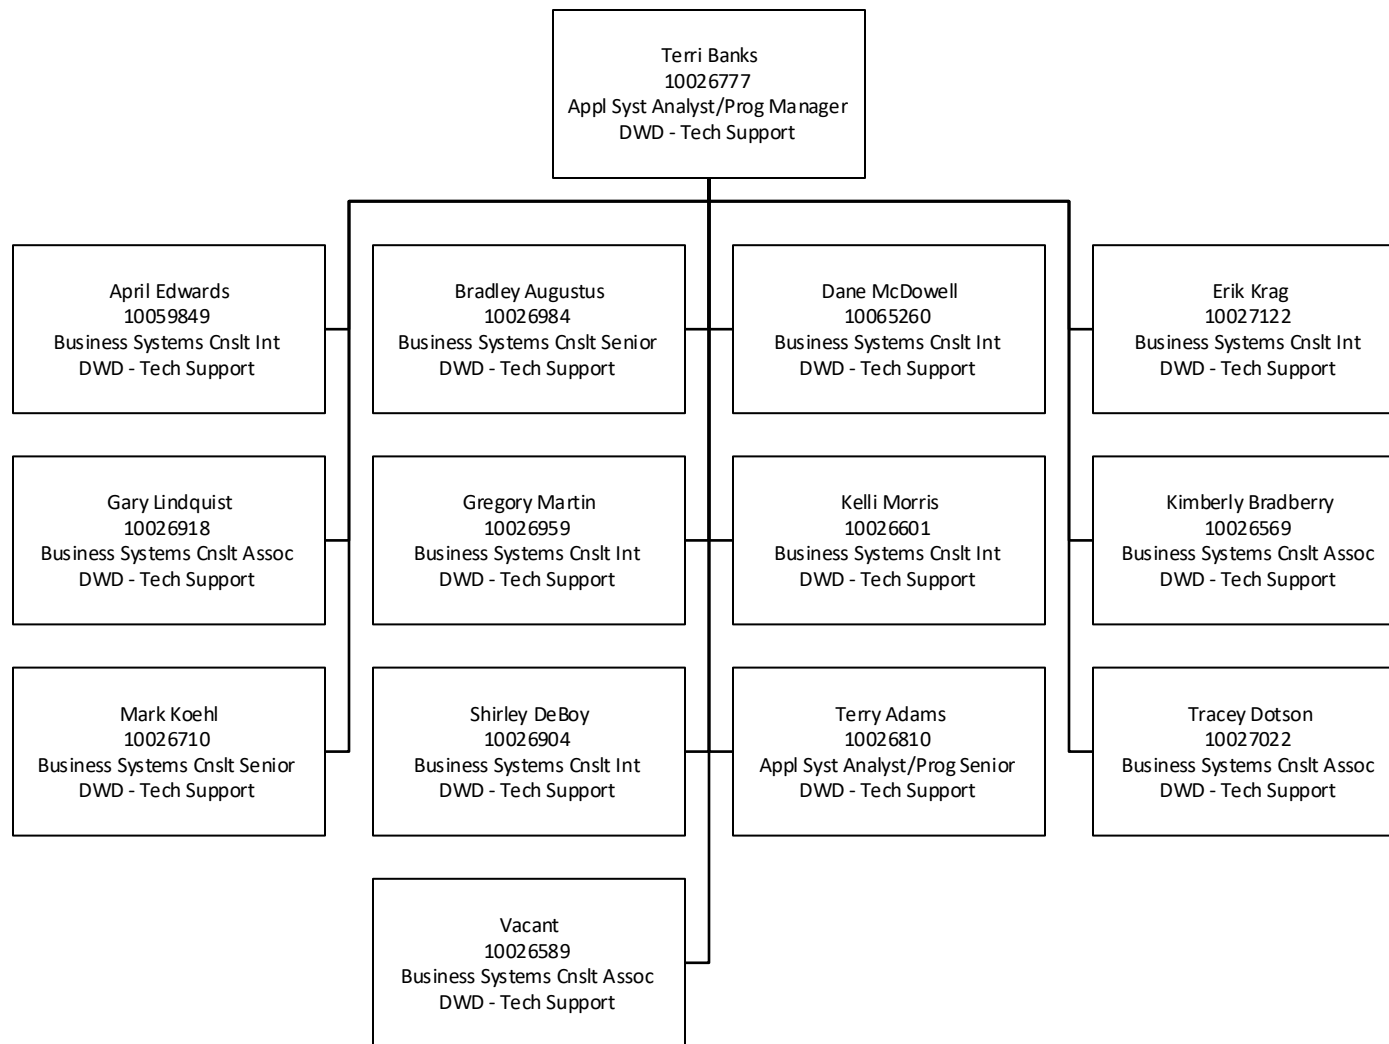 Terri Banks
10026777
Appl Syst Analyst/Prog Manager
DWD - Tech Support
April Edwards
10059849
Business Systems Cnslt Int
DWD - Tech Support
Bradley Augustus
10026984
Business Systems Cnslt Senior
DWD - Tech Support
Dane McDowell
10065260
Business Systems Cnslt Int
DWD - Tech Support
Erik Krag
10027122
Business Systems Cnslt Int
DWD - Tech Support
Gary Lindquist
10026918
Business Systems Cnslt Assoc
DWD - Tech Support
Gregory Martin
10026959
Business Systems Cnslt Int
DWD - Tech Support
Kelli Morris
10026601
Business Systems Cnslt Int
DWD - Tech Support
Kimberly Bradberry
10026569
Business Systems Cnslt Assoc
DWD - Tech Support
Mark Koehl
10026710
Business Systems Cnslt Senior
DWD - Tech Support
Shirley DeBoy
10026904
Business Systems Cnslt Int
DWD - Tech Support
Terry Adams
10026810
Appl Syst Analyst/Prog Senior
DWD - Tech Support
Tracey Dotson
10027022
Business Systems Cnslt Assoc
DWD - Tech Support
Vacant
10026589
Business Systems Cnslt Assoc
DWD - Tech Support